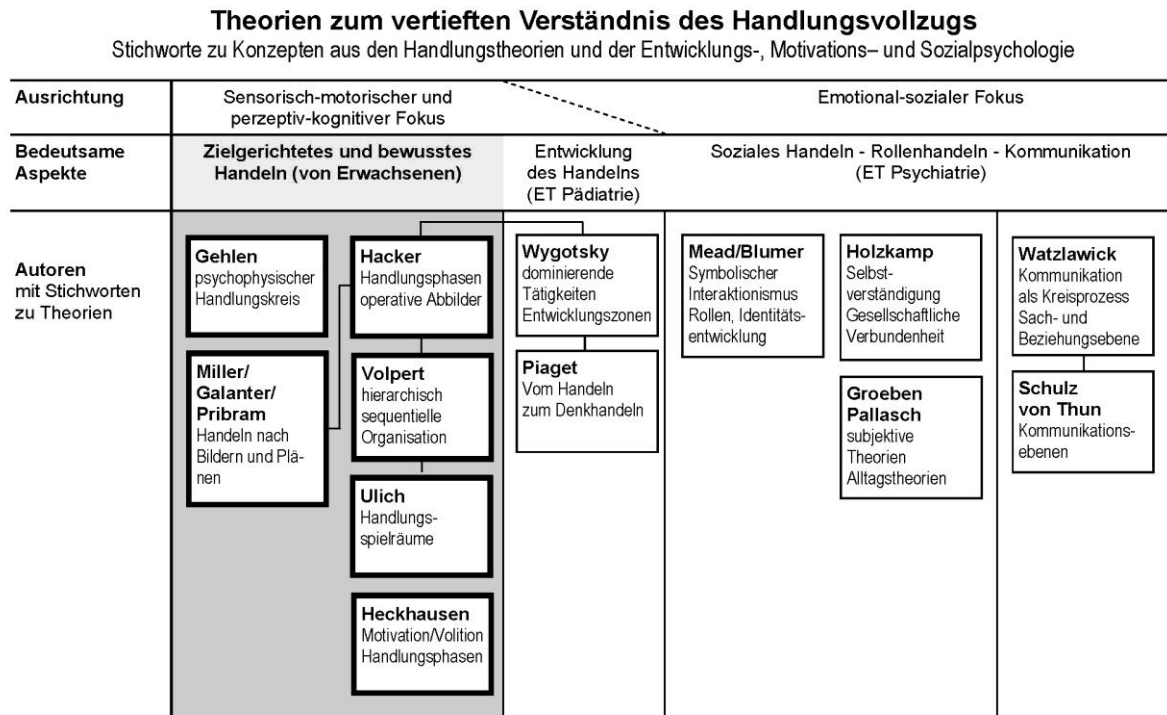 Theorien zum vertieften Verständnis des Handlungsvollzugs
Stichworte zu Konzepten aus den Handlungstheorien und der Entwicklungs-, Motivations– und Sozialpsychologie
Ausrichtung
Sensorisch-motorischer und
perzeptiv-kognitiver Fokus
Emotional-sozialer Fokus
Bedeutsame
Aspekte
Zielgerichtetes und bewusstes
Handeln (von Erwachsenen)
Entwicklung
des Handelns
(ET Pädiatrie)
Soziales Handeln - Rollenhandeln - Kommunikation
(ET Psychiatrie)
Autoren
mit Stichworten
zu Theorien
Gehlen
psychophysischer
Handlungskreis
Miller/
Galanter/
Pribram
Handeln nach
Bildern und Plä-
nen
Hacker
Handlungsphasen
operative Abbilder
Volpert
hierarchisch
sequentielle
Organisation
Ulich
Handlungs-
spielräume
Heckhausen
Motivation/Volition
Handlungsphasen
Wygotsky
dominierende
Tätigkeiten
Entwicklungszonen
Piaget
Vom Handeln
zum Denkhandeln
Mead/Blumer
Symbolischer
Interaktionismus
Rollen, Identitäts-
entwicklung
Holzkamp
Selbst-
verständigung
Gesellschaftliche
Verbundenheit
Groeben
Pallasch
subjektive
Theorien
Alltagstheorien
Watzlawick
Kommunikation
als Kreisprozess
Sach- und
Beziehungsebene
Schulz
von Thun
Kommunikations-
ebenen